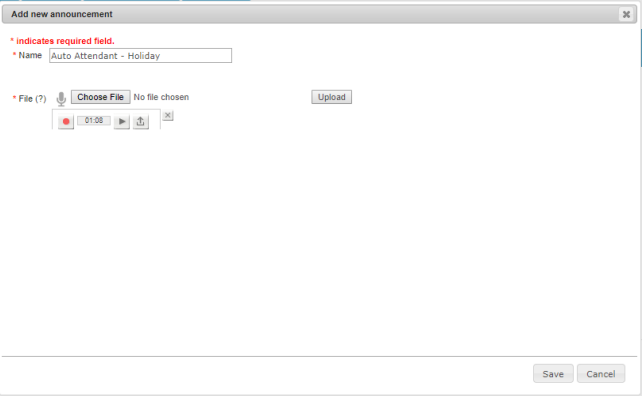 Add new announcement
* indicates required field.
* Name Auto Attendant - Holiday
* File (?) Choose File No file chosen Upload
01:08
Save Cancel